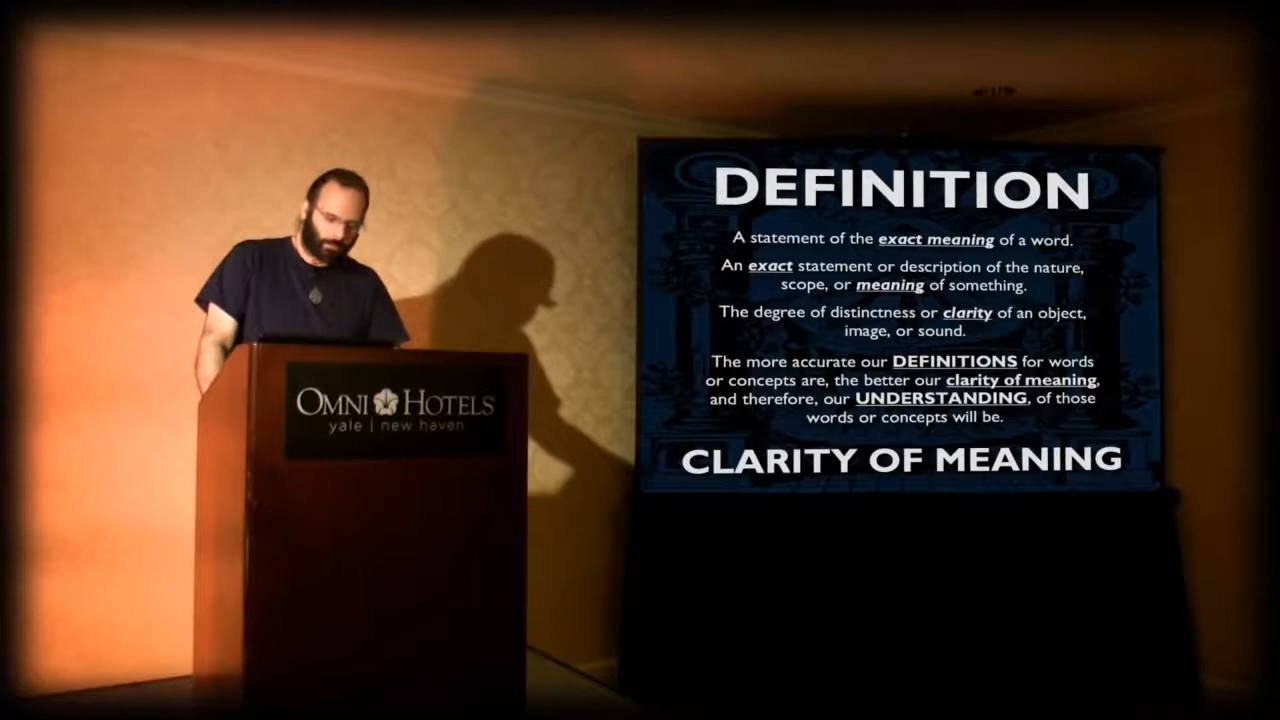 OMNI HOTELS
yale | new haven
DEFINITION
A statement of the exact meaning of a word.
An exact statement or description of the nature,
scope, or meaning of something.
The degree of distinctness or clarity of an object,
image, or sound.
The more accurate our DEFINITIONS for words
or concepts are, the better our clarity of meaning,
and therefore, our UNDERSTANDING, of those
words or concepts will be.
CLARITY OF MEANING